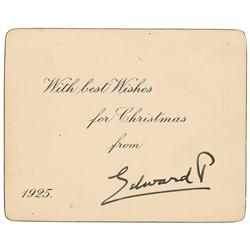 With best Wishes
for Christmas
from
Edward P
1925.